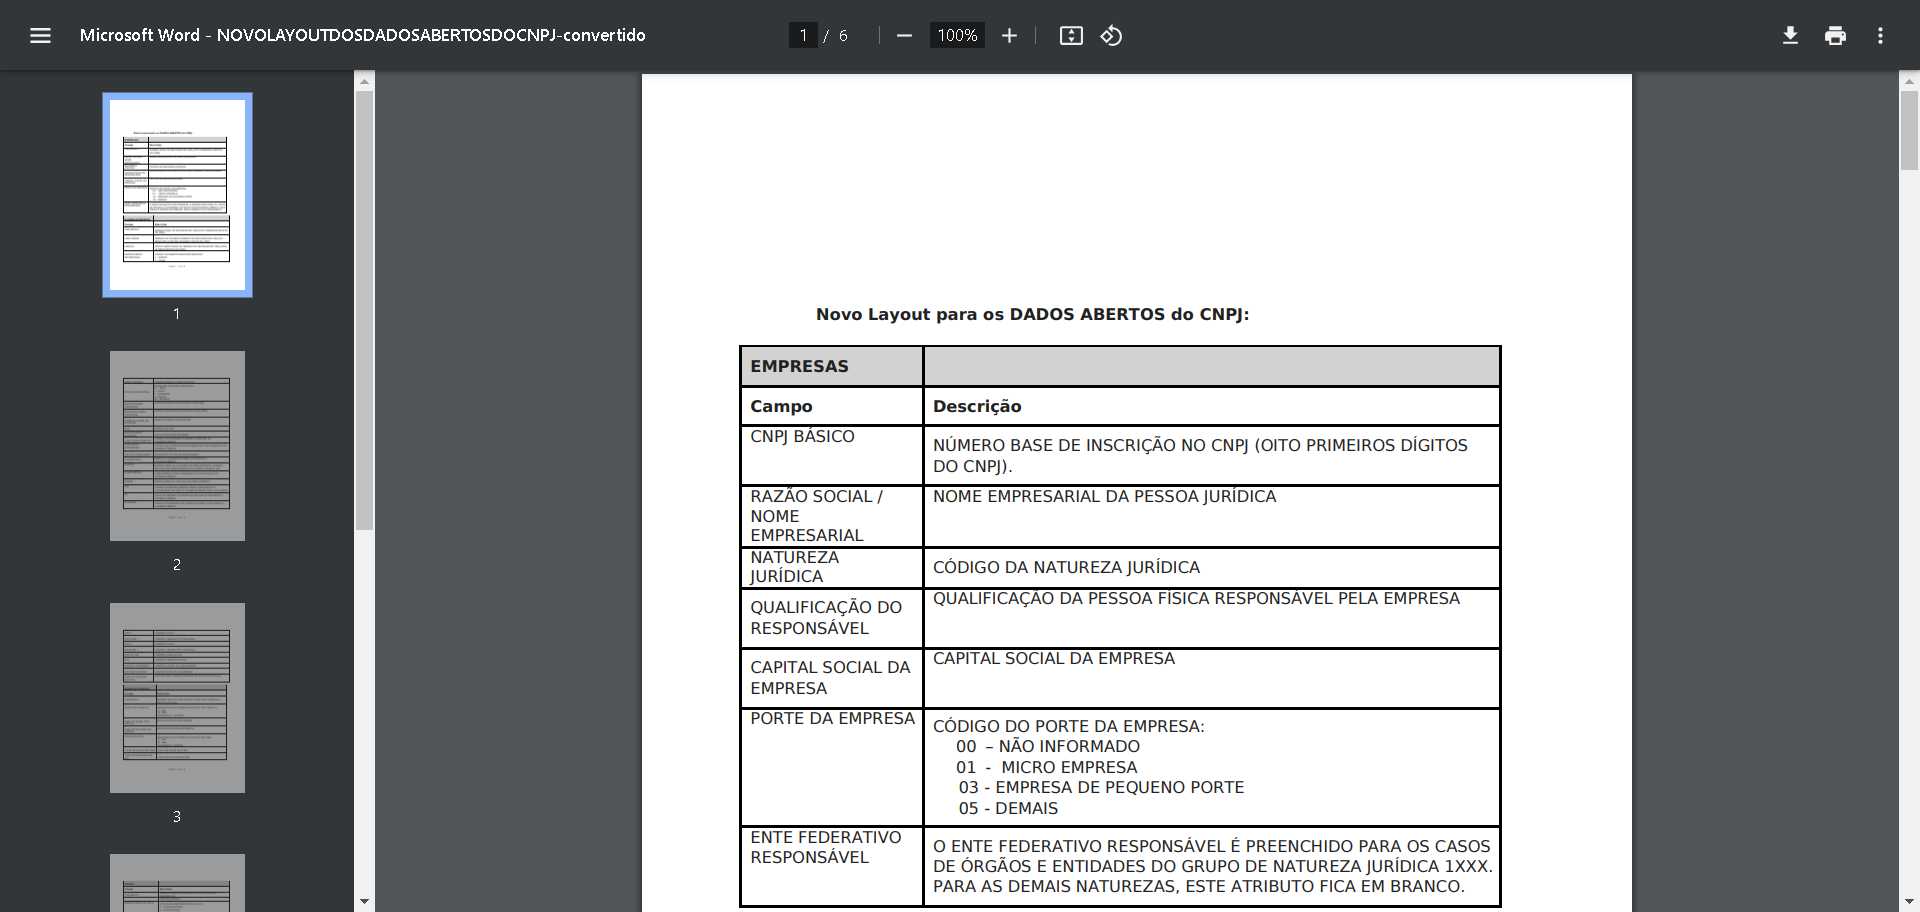 Microsoft Word - NOVOLAYOUTDOSDADOSABERTOSDOCNPJ-convertido
1 / 6
100%
1
2
3
Novo Layout para os DADOS ABERTOS do CNPJ:
EMPRESAS
Campo
Descrição
CNPJ BÁSICO
NÚMERO BASE DE INSCRIÇÃO NO CNPJ (OITO PRIMEIROS DÍGITOS
DO CNPJ).
RAZÃO SOCIAL /
NOME
EMPRESARIAL
NOME EMPRESARIAL DA PESSOA JURÍDICA
NATUREZA
JURÍDICA
CÓDIGO DA NATUREZA JURÍDICA
QUALIFICAÇÃO DO
RESPONSÁVEL
QUALIFICAÇÃO DA PESSOA FÍSICA RESPONSÁVEL PELA EMPRESA
CAPITAL SOCIAL DA
EMPRESA
CAPITAL SOCIAL DA EMPRESA
PORTE DA EMPRESA
CÓDIGO DO PORTE DA EMPRESA:
00 – NÃO INFORMADO
01 - MICRO EMPRESA
03 - EMPRESA DE PEQUENO PORTE
05 - DEMAIS
ENTE FEDERATIVO
RESPONSÁVEL
O ENTE FEDERATIVO RESPONSÁVEL É PREENCHIDO PARA OS CASOS
DE ÓRGÃOS E ENTIDADES DO GRUPO DE NATUREZA JURÍDICA 1XXX.
PARA AS DEMAIS NATUREZAS, ESTE ATRIBUTO FICA EM BRANCO.